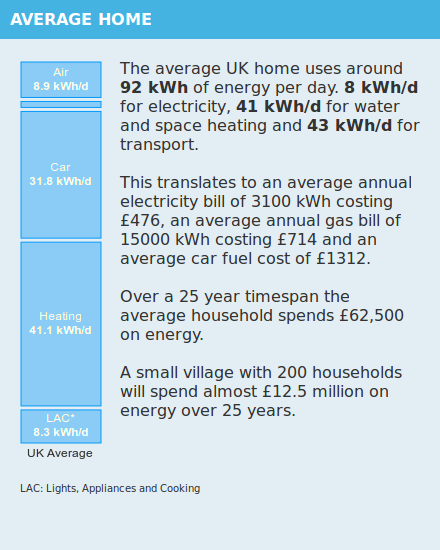 AVERAGE HOME
Air
8.9 kWh/d
Car
31.8 kWh/d
Heating
41.1 kWh/d
LAC*
8.3 kWh/d
UK Average
The average UK home uses around
92 kWh of energy per day. 8 kWh/d
for electricity, 41 kWh/d for water
and space heating and 43 kWh/d for
transport.
This translates to an average annual
electricity bill of 3100 kWh costing
£476, an average annual gas bill of
15000 kWh costing £714 and an
average car fuel cost of £1312.
Over a 25 year timespan the
average household spends £62,500
on energy.
A small village with 200 households
will spend almost £12.5 million on
energy over 25 years.
LAC: Lights, Appliances and Cooking